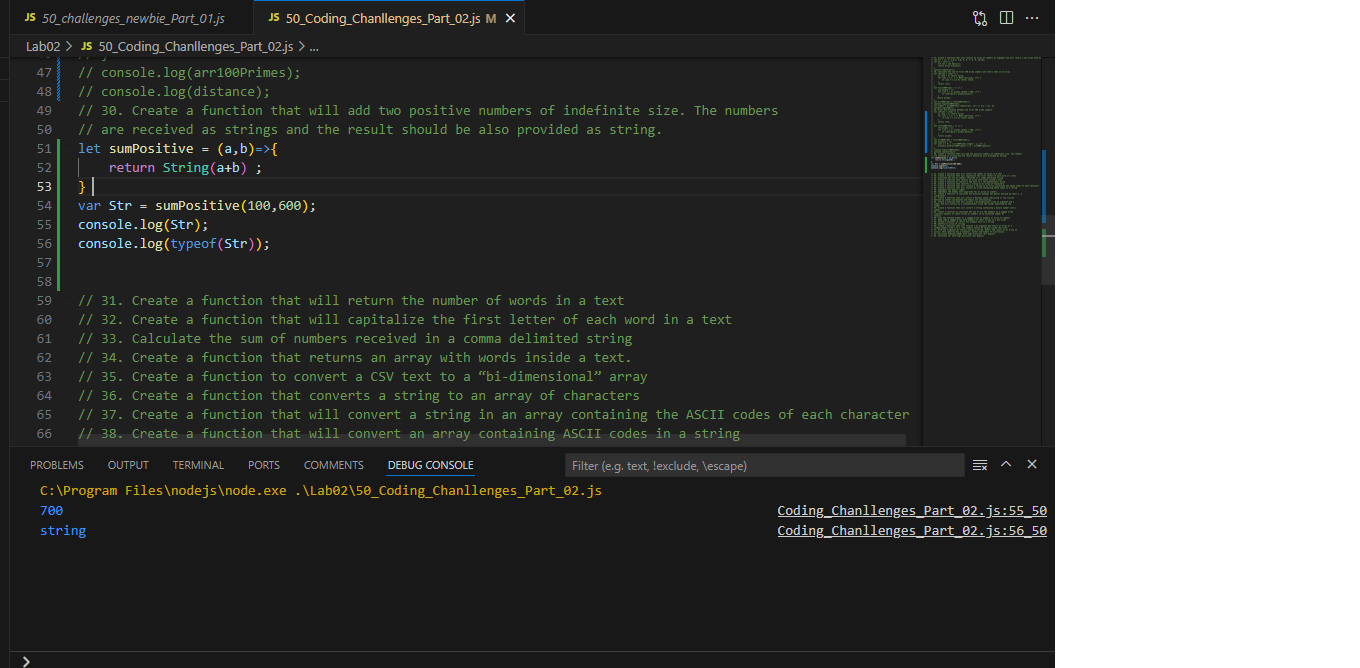 JS 50_challenges_newbie_Part_01.js
JS 50_Coding_Chanllenges_Part_02.js M
Lab02 > JS 50_Coding_Chanllenges_Part_02.js > ...
47 // console.log(arr100Primes);
48 // console.log(distance);
49 // 30. Create a function that will add two positive numbers of indefinite size. The numbers
50 // are received as strings and the result should be also provided as string.
51 let sumPositive = (a,b)=>{
52 return String(a+b) ;
53 }
54 var Str = sumPositive(100,600);
55 console.log(Str);
56 console.log(typeof(Str));
57
58
59 // 31. Create a function that will return the number of words in a text
60 // 32. Create a function that will capitalize the first letter of each word in a text
61 // 33. Calculate the sum of numbers received in a comma delimited string
62 // 34. Create a function that returns an array with words inside a text.
63 // 35. Create a function to convert a CSV text to a “bi-dimensional” array
64 // 36. Create a function that converts a string to an array of characters
65 // 37. Create a function that will convert a string in an array containing the ASCII codes of each character
66 // 38. Create a function that will convert an array containing ASCII codes in a string
PROBLEMS OUTPUT TERMINAL PORTS COMMENTS DEBUG CONSOLE Filter (e.g. text, !exclude, \escape)
C:\Program Files\nodejs\node.exe .\Lab02\50_Coding_Chanllenges_Part_02.js
700 Coding_Chanllenges_Part_02.js:55_50
string Coding_Chanllenges_Part_02.js:56_50